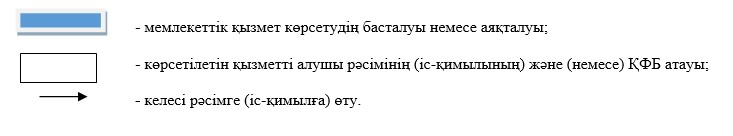 - мемлекеттік қызмет көрсетудің басталуы немесе аяқталуы;
- көрсетілетін қызметті алушы рәсімінің (іс-қимылының) және (немесе) ҚФБ атауы;
- келесі рәсімге (іс-қимылға) өту.